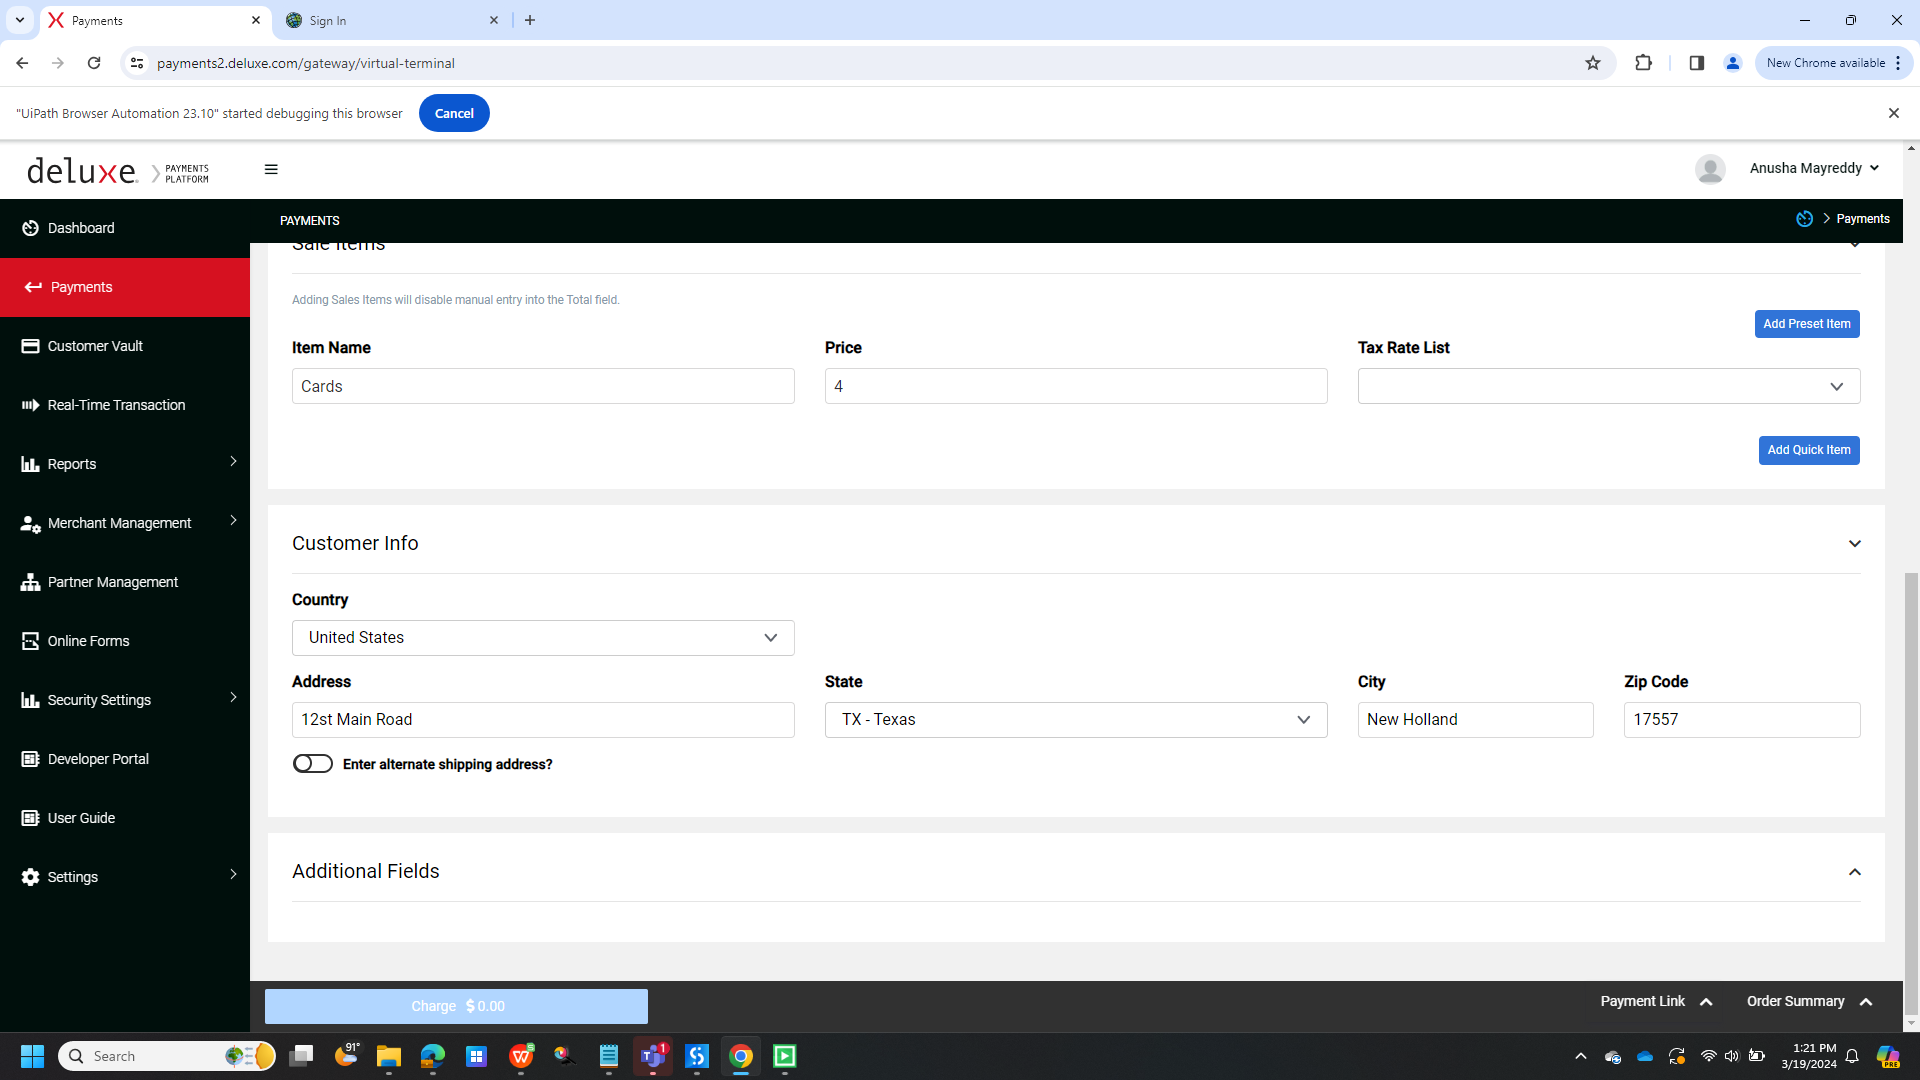 Payments
Sign In
payments2.deluxe.com/gateway/virtual-terminal
New Chrome available
"UiPath Browser Automation 23.10" started debugging this browser
Cancel
deluxe. PAYMENTS PLATFORM
Anusha Mayreddy
PAYMENTS
Payments
Dashboard
Payments
Customer Vault
Real-Time Transaction
Reports
Merchant Management
Partner Management
Online Forms
Security Settings
Developer Portal
User Guide
Settings
Sale Items
Adding Sales Items will disable manual entry into the Total field.
Add Preset Item
Item Name Price Tax Rate List
Cards 4
Add Quick Item
Customer Info
Country
United States
Address State City Zip Code
12st Main Road TX - Texas New Holland 17557
Enter alternate shipping address?
Additional Fields
Charge $ 0.00
Payment Link Order Summary
Search
91°
1
1:21 PM
3/19/2024
PRE